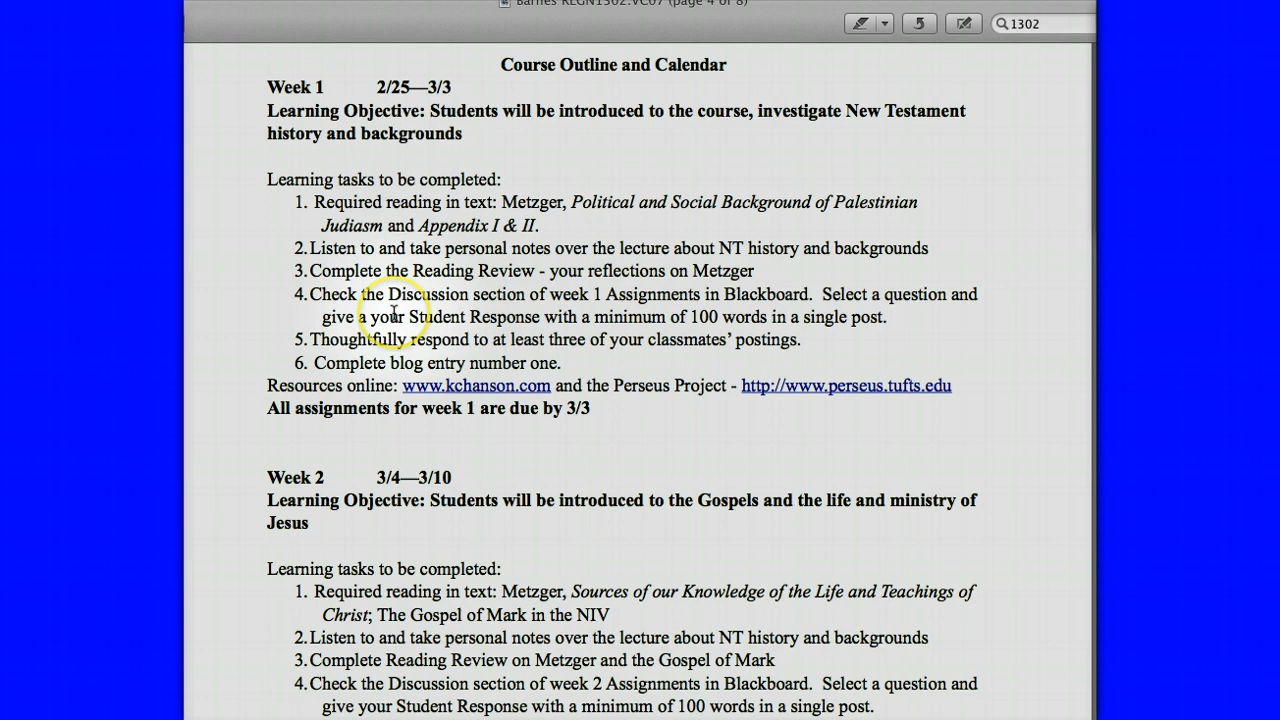 Barnes RLGN1302.VC07 (page 4 of 8)
1302
Course Outline and Calendar
Week 1 2/25—3/3
Learning Objective: Students will be introduced to the course, investigate New Testament
history and backgrounds
Learning tasks to be completed:
1. Required reading in text: Metzger, Political and Social Background of Palestinian
Judiasm and Appendix I & II.
2. Listen to and take personal notes over the lecture about NT history and backgrounds
3. Complete the Reading Review - your reflections on Metzger
4. Check the Discussion section of week 1 Assignments in Blackboard. Select a question and
give a your Student Response with a minimum of 100 words in a single post.
5. Thoughtfully respond to at least three of your classmates' postings.
6. Complete blog entry number one.
Resources online: www.kchanson.com and the Perseus Project - http://www.perseus.tufts.edu
All assignments for week 1 are due by 3/3
Week 2 3/4—3/10
Learning Objective: Students will be introduced to the Gospels and the life and ministry of
Jesus
Learning tasks to be completed:
1. Required reading in text: Metzger, Sources of our Knowledge of the Life and Teachings of
Christ; The Gospel of Mark in the NIV
2. Listen to and take personal notes over the lecture about NT history and backgrounds
3. Complete Reading Review on Metzger and the Gospel of Mark
4. Check the Discussion section of week 2 Assignments in Blackboard. Select a question and
give your Student Response with a minimum of 100 words in a single post.